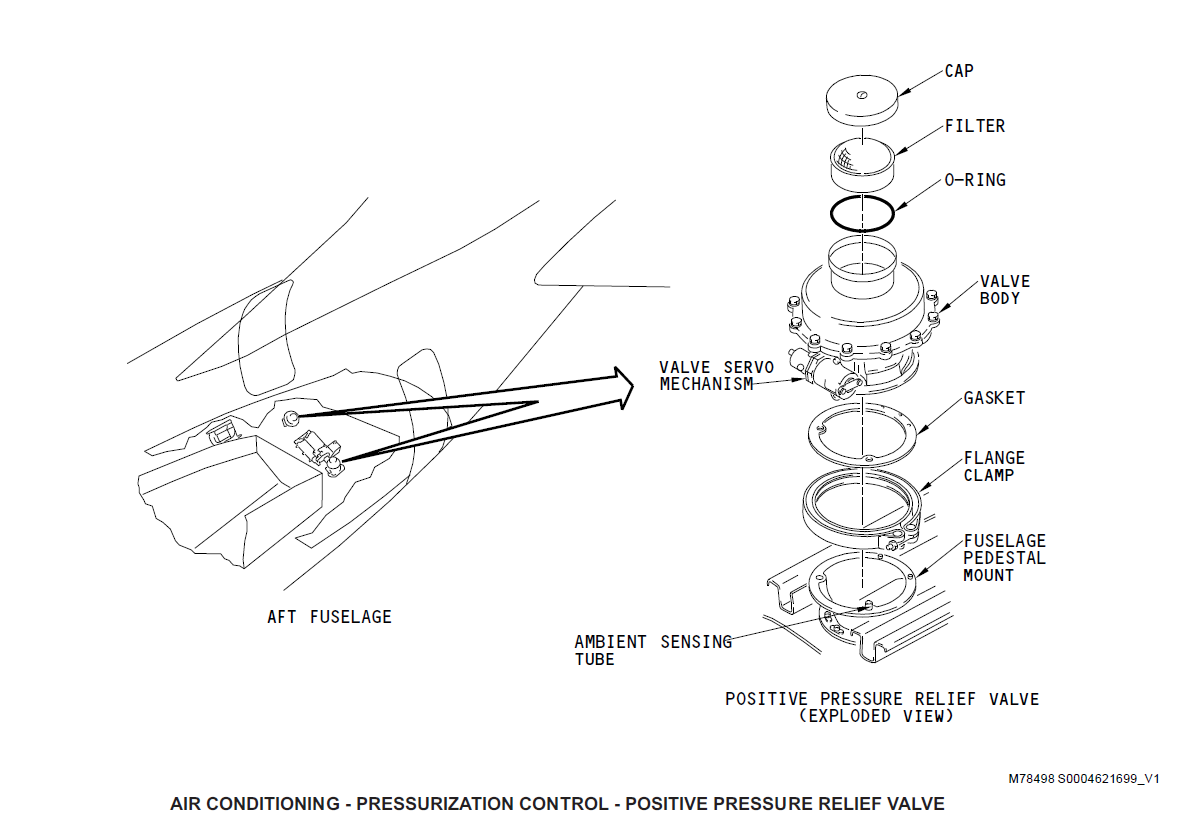 CAP
FILTER
O-RING
VALVE
BODY
VALVE SERVO
MECHANISM
GASKET
FLANGE
CLAMP
FUSELAGE
PEDESTAL
MOUNT
AFT FUSELAGE
AMBIENT SENSING
TUBE
POSITIVE PRESSURE RELIEF VALVE
(EXPLODED VIEW)
M78498 S0004621699_V1
AIR CONDITIONING - PRESSURIZATION CONTROL - POSITIVE PRESSURE RELIEF VALVE